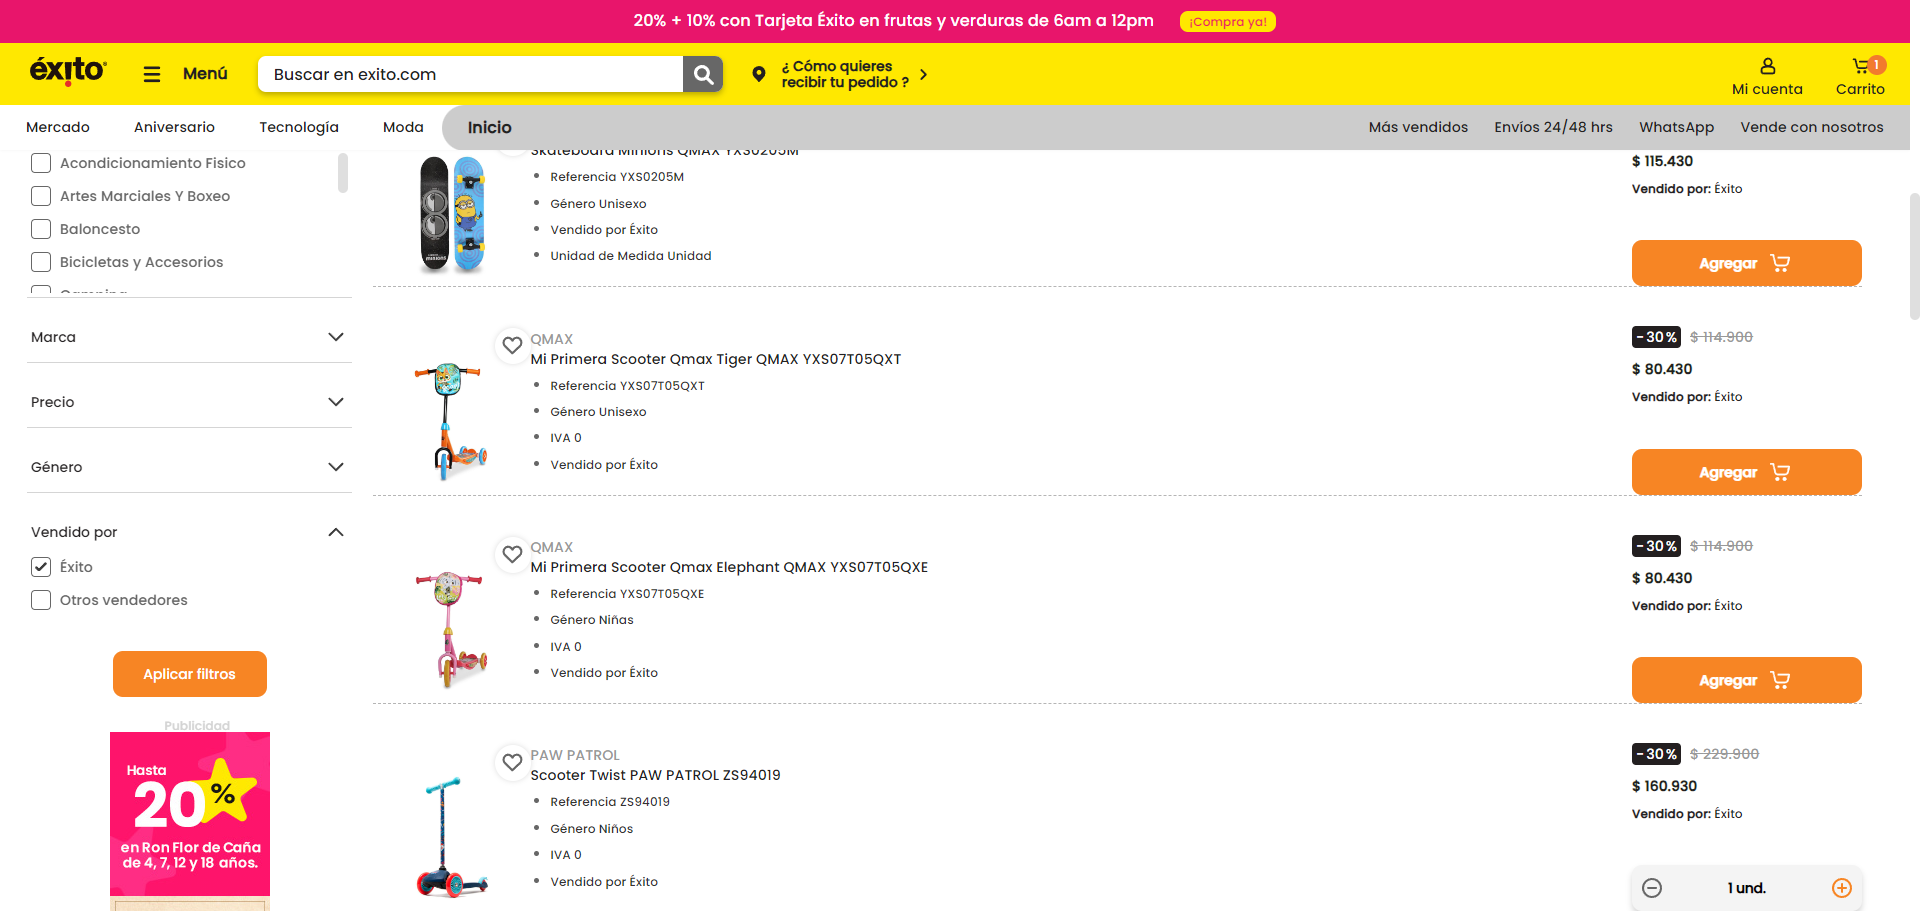 20% + 10% con Tarjeta Éxito en frutas y verduras de 6am a 12pm
¡Compra ya!
éxito
Menú
Buscar en exito.com
¿ Cómo quieres
recibir tu pedido ?
Mi cuenta
1
Carrito
Mercado
Aniversario
Tecnología
Moda
Inicio
Más vendidos
Envíos 24/48 hrs
WhatsApp
Vende con nosotros
Acondicionamiento Fisico
Artes Marciales Y Boxeo
Baloncesto
Bicicletas y Accesorios
Camping
Marca
Precio
Género
Vendido por
Éxito
Otros vendedores
Aplicar filtros
Publicidad
Hasta
20%
en Ron Flor de Caña
de 4, 7, 12 y 18 años.
Skateboard Minions QMAX YXS0205M
Referencia YXS0205M
Género Unisexo
Vendido por Éxito
Unidad de Medida Unidad
$ 115.430
Vendido por: Éxito
Agregar
QMAX
Mi Primera Scooter Qmax Tiger QMAX YXS07T05QXT
Referencia YXS07T05QXT
Género Unisexo
IVA 0
Vendido por Éxito
-30%
$ 114.900
$ 80.430
Vendido por: Éxito
Agregar
QMAX
Mi Primera Scooter Qmax Elephant QMAX YXS07T05QXE
Referencia YXS07T05QXE
Género Niñas
IVA 0
Vendido por Éxito
-30%
$ 114.900
$ 80.430
Vendido por: Éxito
Agregar
PAW PATROL
Scooter Twist PAW PATROL ZS94019
Referencia ZS94019
Género Niños
IVA 0
Vendido por Éxito
-30%
$ 229.900
$ 160.930
Vendido por: Éxito
1 und.